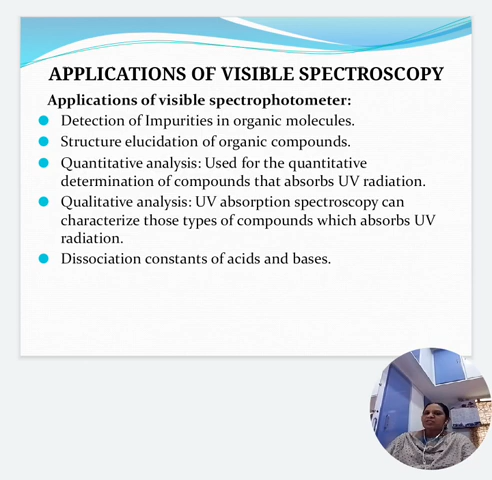 APPLICATIONS OF VISIBLE SPECTROSCOPY
Applications of visible spectrophotometer:
Detection of Impurities in organic molecules.
Structure elucidation of organic compounds.
Quantitative analysis: Used for the quantitative
determination of compounds that absorbs UV radiation.
Qualitative analysis: UV absorption spectroscopy can
characterize those types of compounds which absorbs UV
radiation.
Dissociation constants of acids and bases.